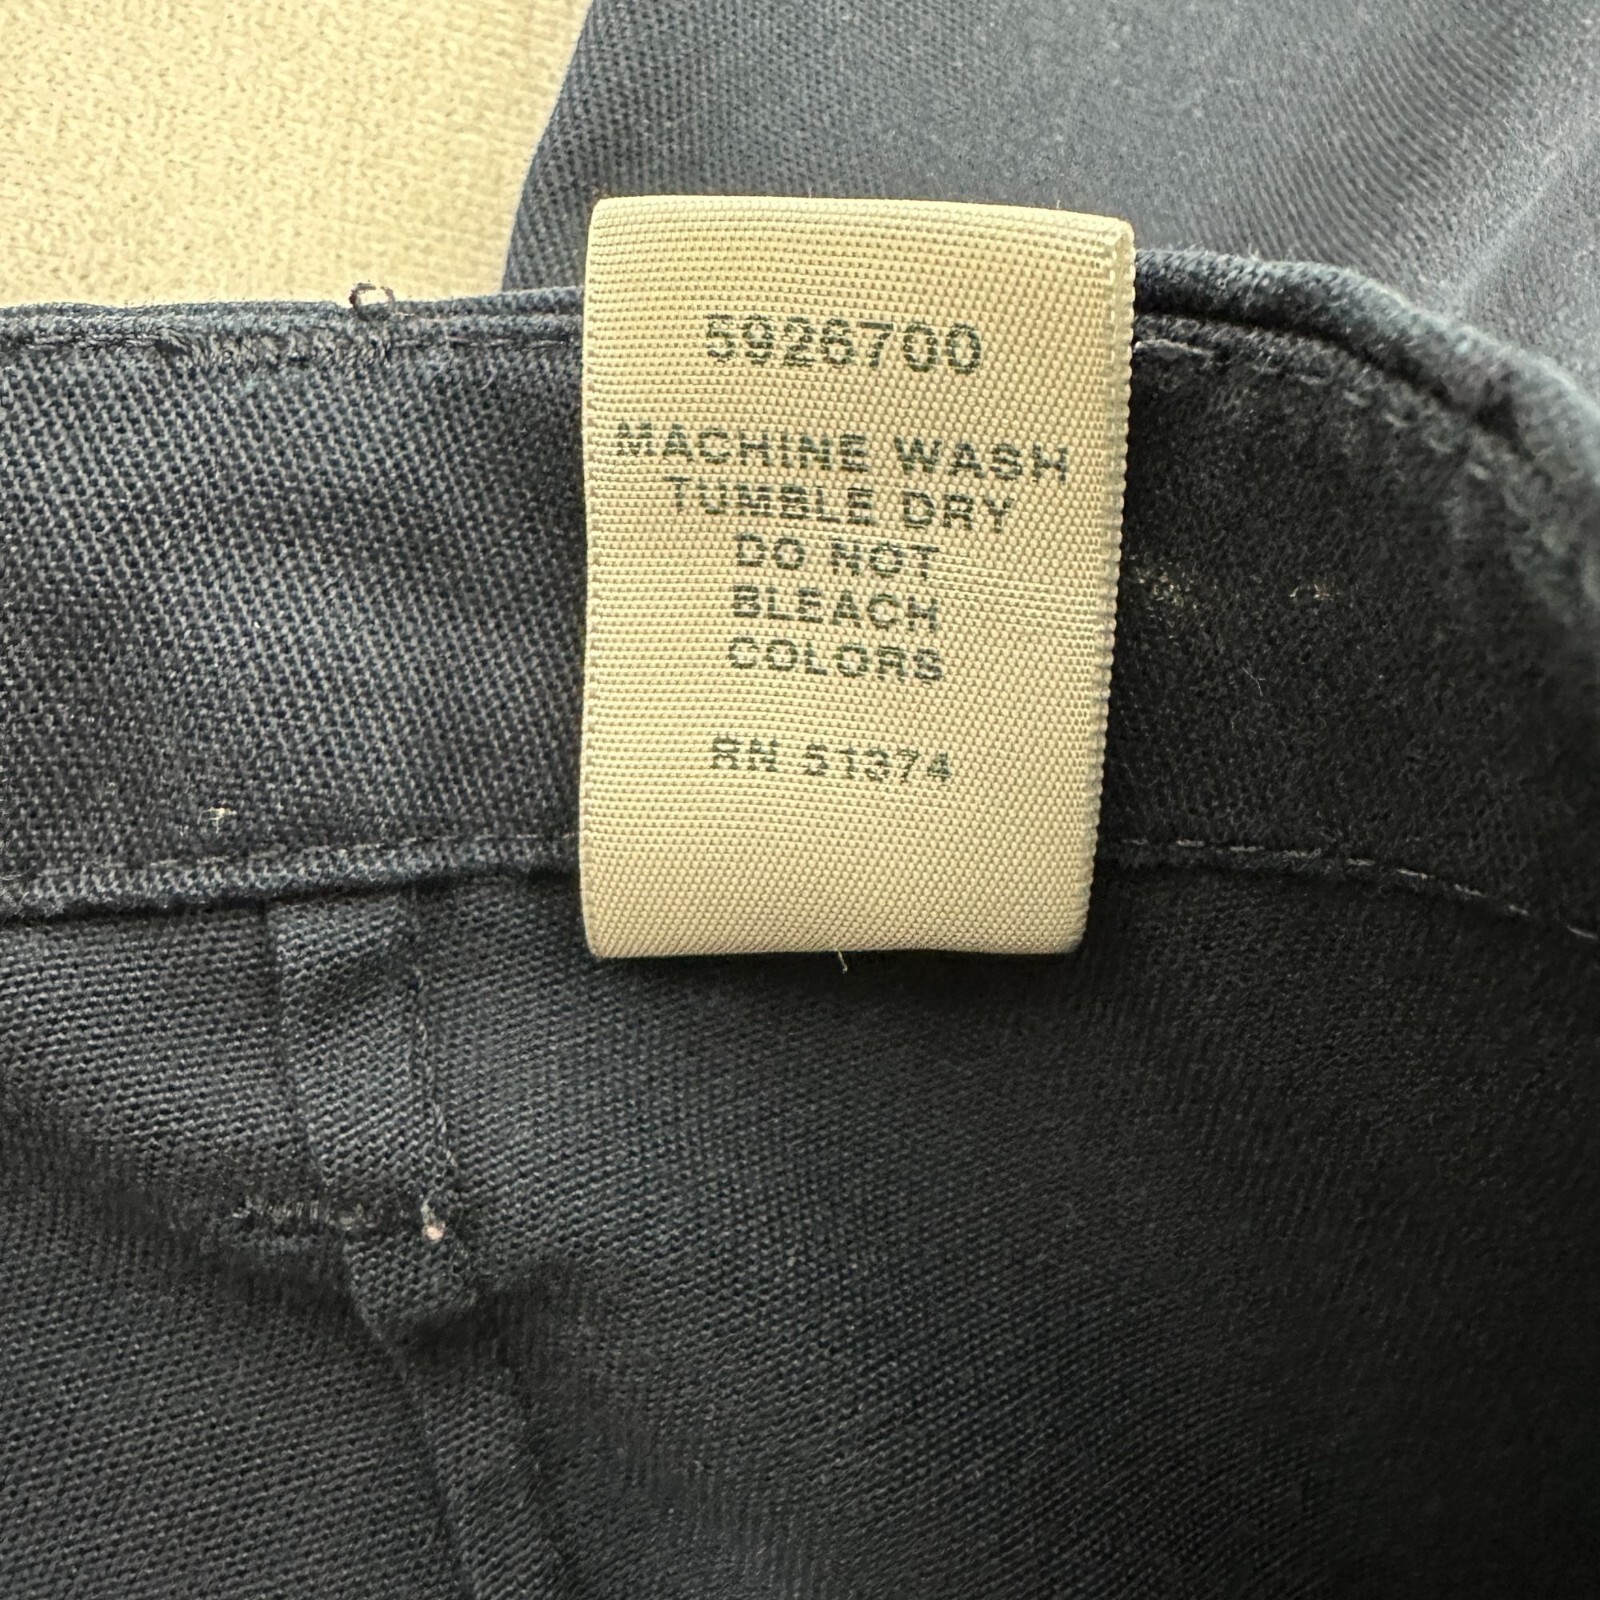 5926700
MACHINE WASH
TUMBLE DRY
DO NOT
BLEACH
COLORS
RN 51374